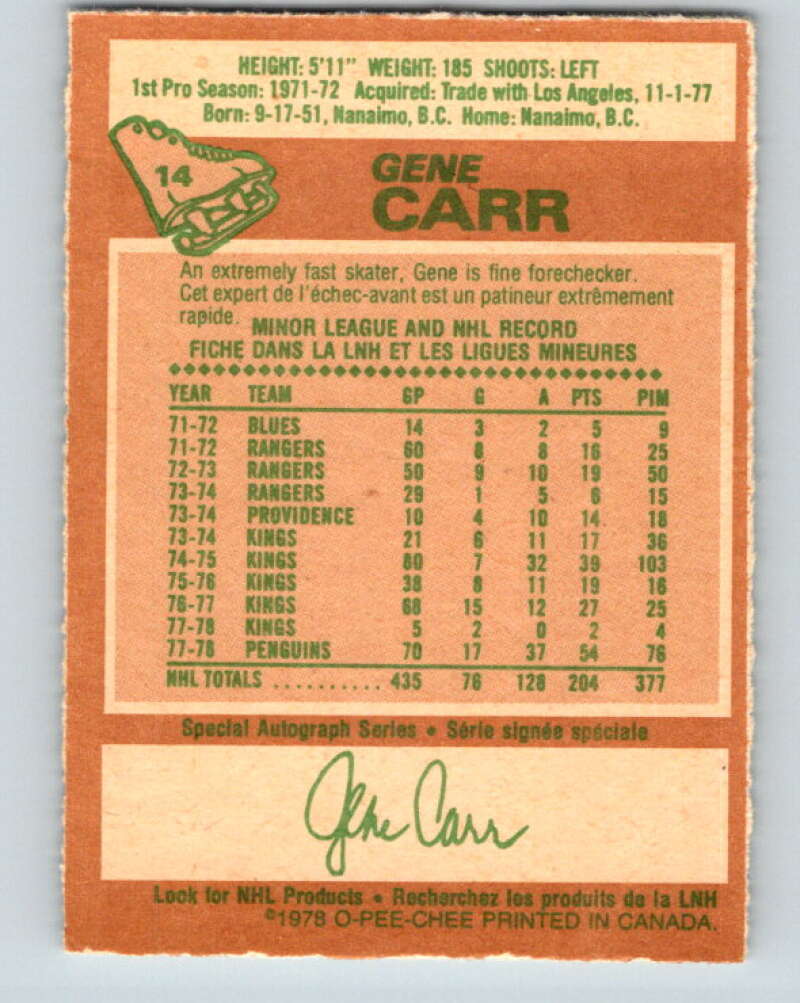 HEIGHT: 5'11" WEIGHT: 185 SHOOTS: LEFT
1st Pro Season: 1971-72 Acquired: Trade with Los Angeles, 11-1-77
Born: 9-17-51, Nanaimo, B.C. Home: Nanaimo, B.C.
14
GENE
CARR
An extremely fast skater, Gene is fine forechecker.
Cet expert de l'échec-avant est un patineur extrêmement
rapide.
MINOR LEAGUE AND NHL RECORD
FICHE DANS LA LNH ET LES LIGUES MINEURES
YEAR TEAM GP G A PTS PIM
71-72 BLUES 14 3 2 5 9
71-72 RANGERS 60 8 8 16 25
72-73 RANGERS 50 9 10 19 50
73-74 RANGERS 29 1 5 6 15
73-74 PROVIDENCE 10 4 10 14 18
73-74 KINGS 21 6 11 17 36
74-75 KINGS 80 7 32 39 103
75-76 KINGS 38 8 11 19 16
76-77 KINGS 68 15 12 27 25
77-78 KINGS 5 2 0 2 4
77-78 PENGUINS 70 17 37 54 76
NHL TOTALS .......... 435 76 128 204 377
Special Autograph Series • Série signée spéciale
Gene Carr
Look for NHL Products • Recherchez les produits de la LNH
©1978 O-PEE-CHEE PRINTED IN CANADA.